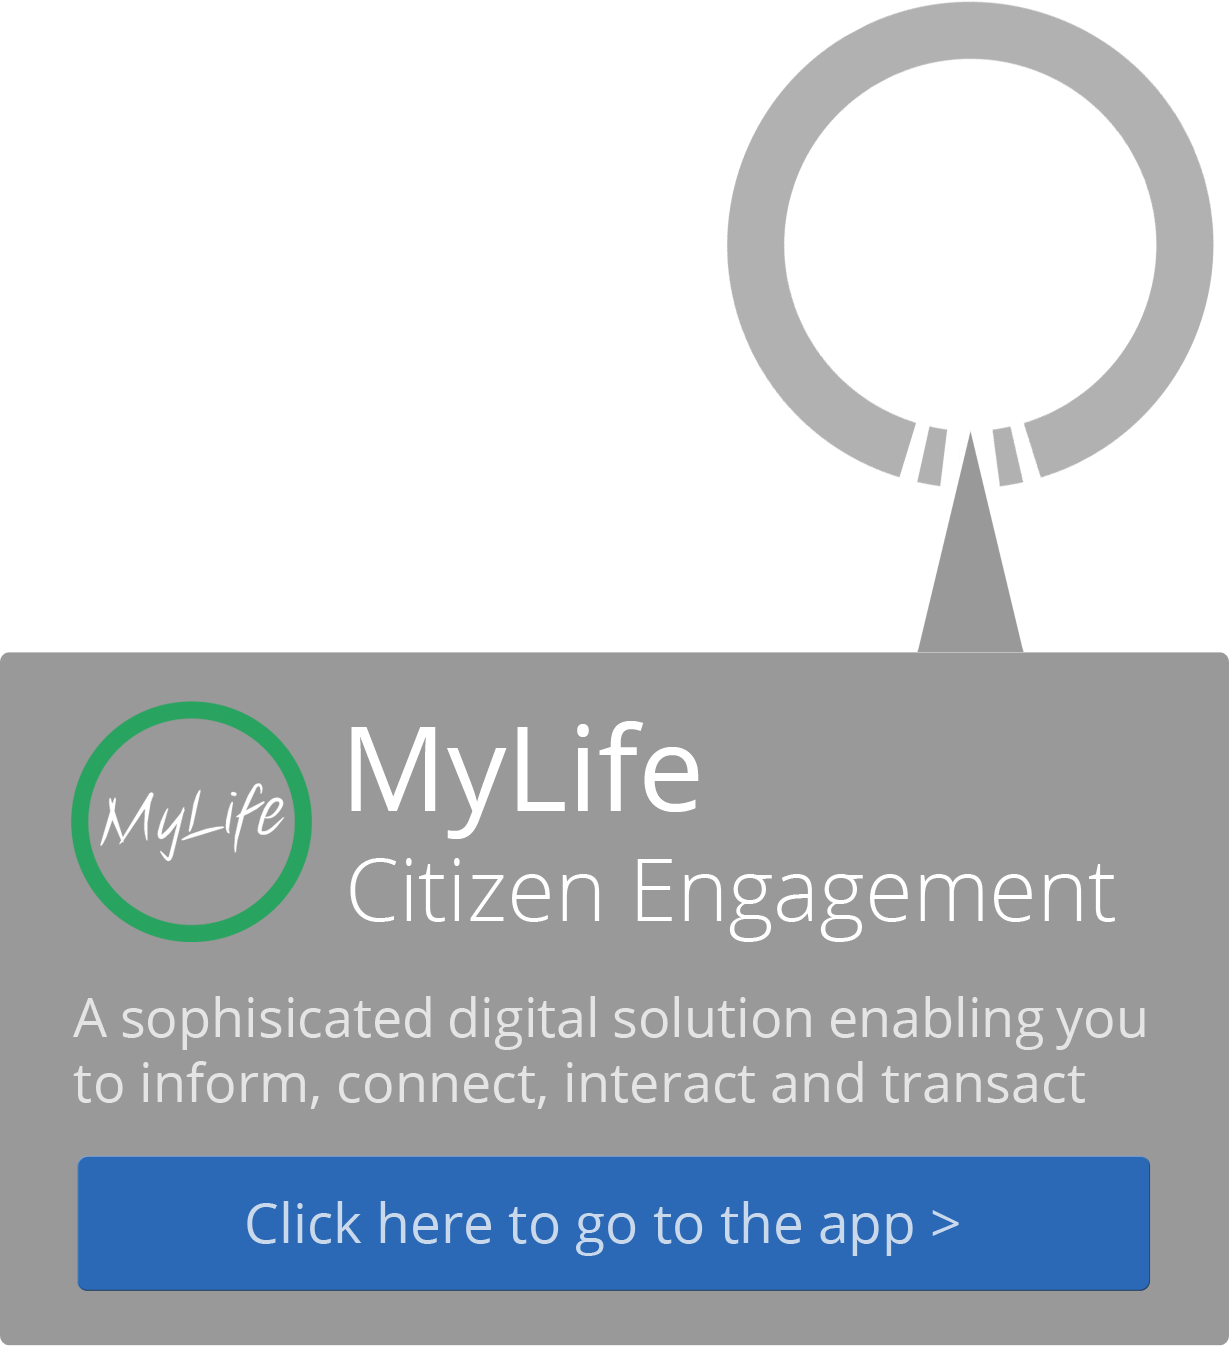 MyLife
MyLife
Citizen Engagement
A sophisicated digital solution enabling you
to inform, connect, interact and transact
Click here to go to the app >